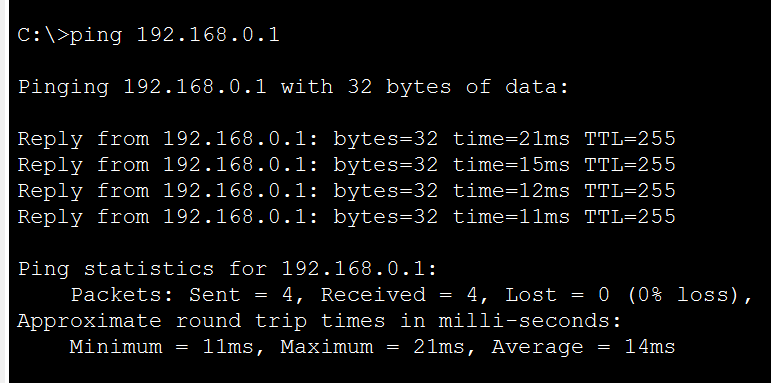 C:\>ping 192.168.0.1
Pinging 192.168.0.1 with 32 bytes of data:
Reply from 192.168.0.1: bytes=32 time=21ms TTL=255
Reply from 192.168.0.1: bytes=32 time=15ms TTL=255
Reply from 192.168.0.1: bytes=32 time=12ms TTL=255
Reply from 192.168.0.1: bytes=32 time=11ms TTL=255
Ping statistics for 192.168.0.1:
Packets: Sent = 4, Received = 4, Lost = 0 (0% loss),
Approximate round trip times in milli-seconds:
Minimum = 11ms, Maximum = 21ms, Average = 14ms